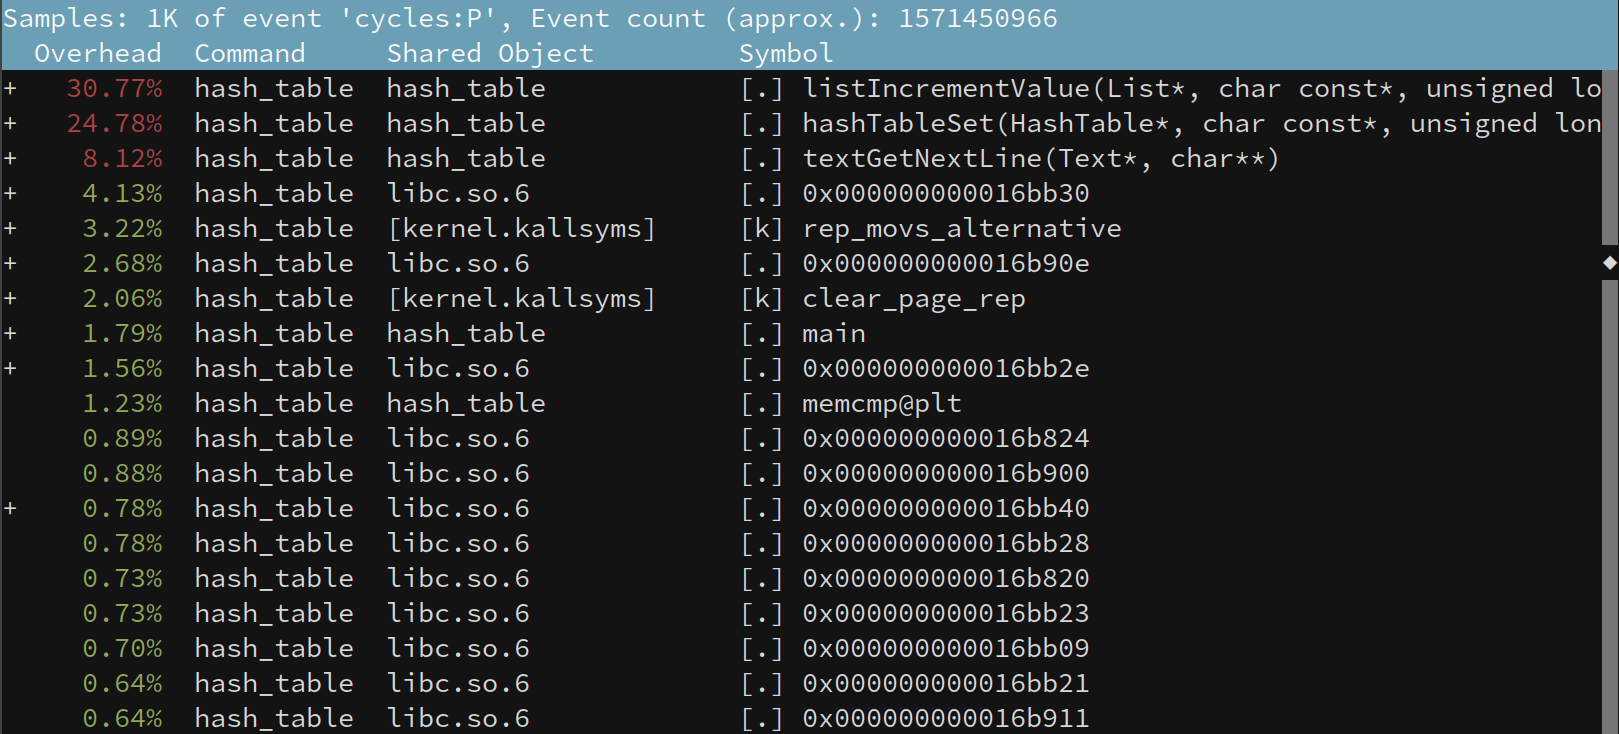 Samples: 1K of event 'cycles:P', Event count (approx.): 1571450966
Overhead  Command  Shared Object  Symbol
+ 30.77% hash_table hash_table [.] listIncrementValue(List*, char const*, unsigned lo
+ 24.78% hash_table hash_table [.] hashTableSet(HashTable*, char const*, unsigned lon
+ 8.12% hash_table hash_table [.] textGetNextLine(Text*, char**)
+ 4.13% hash_table libc.so.6 [.] 0x000000000016bb30
+ 3.22% hash_table [kernel.kallsyms] [k] rep_movs_alternative
+ 2.68% hash_table libc.so.6 [.] 0x000000000016b90e
+ 2.06% hash_table [kernel.kallsyms] [k] clear_page_rep
+ 1.79% hash_table hash_table [.] main
+ 1.56% hash_table libc.so.6 [.] 0x000000000016bb2e
1.23% hash_table hash_table [.] memcmp@plt
0.89% hash_table libc.so.6 [.] 0x000000000016b824
0.88% hash_table libc.so.6 [.] 0x000000000016b900
+ 0.78% hash_table libc.so.6 [.] 0x000000000016bb40
0.78% hash_table libc.so.6 [.] 0x000000000016bb28
0.73% hash_table libc.so.6 [.] 0x000000000016b820
0.73% hash_table libc.so.6 [.] 0x000000000016bb23
0.70% hash_table libc.so.6 [.] 0x000000000016bb09
0.64% hash_table libc.so.6 [.] 0x000000000016bb21
0.64% hash_table libc.so.6 [.] 0x000000000016b911